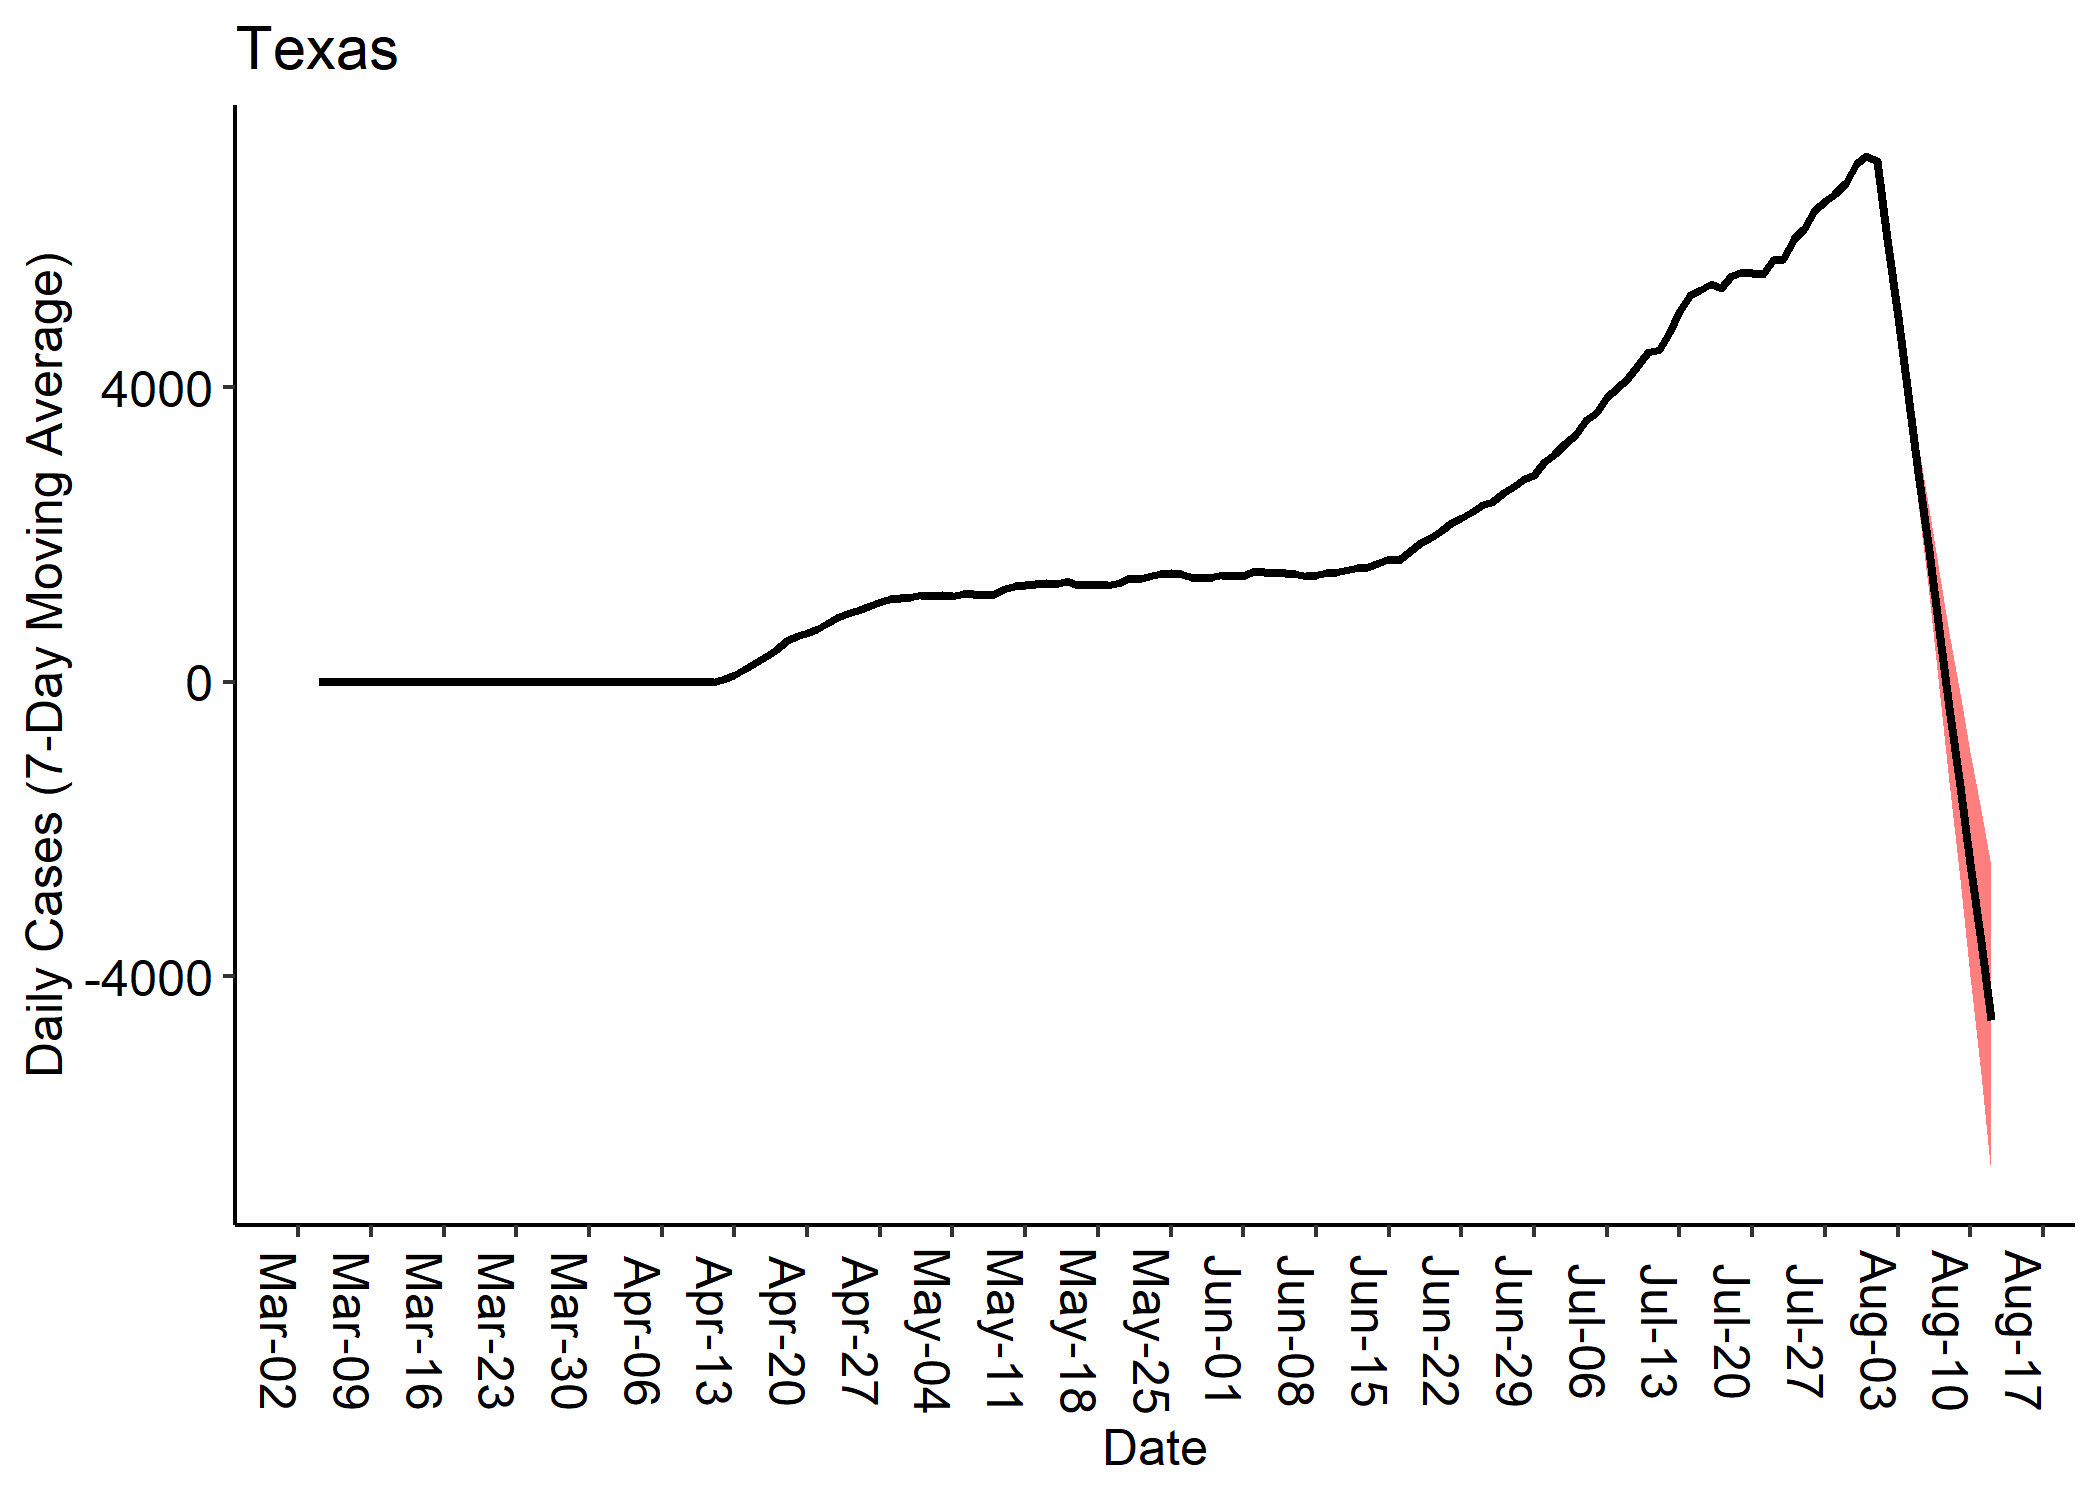 Texas
Daily Cases (7-Day Moving Average)
4000
0
-4000
Mar-02
Mar-09
Mar-16
Mar-23
Mar-30
Apr-06
Apr-13
Apr-20
Apr-27
May-04
May-11
May-18
May-25
Jun-01
Jun-08
Jun-15
Jun-22
Jun-29
Jul-06
Jul-13
Jul-20
Jul-27
Aug-03
Aug-10
Aug-17
Date